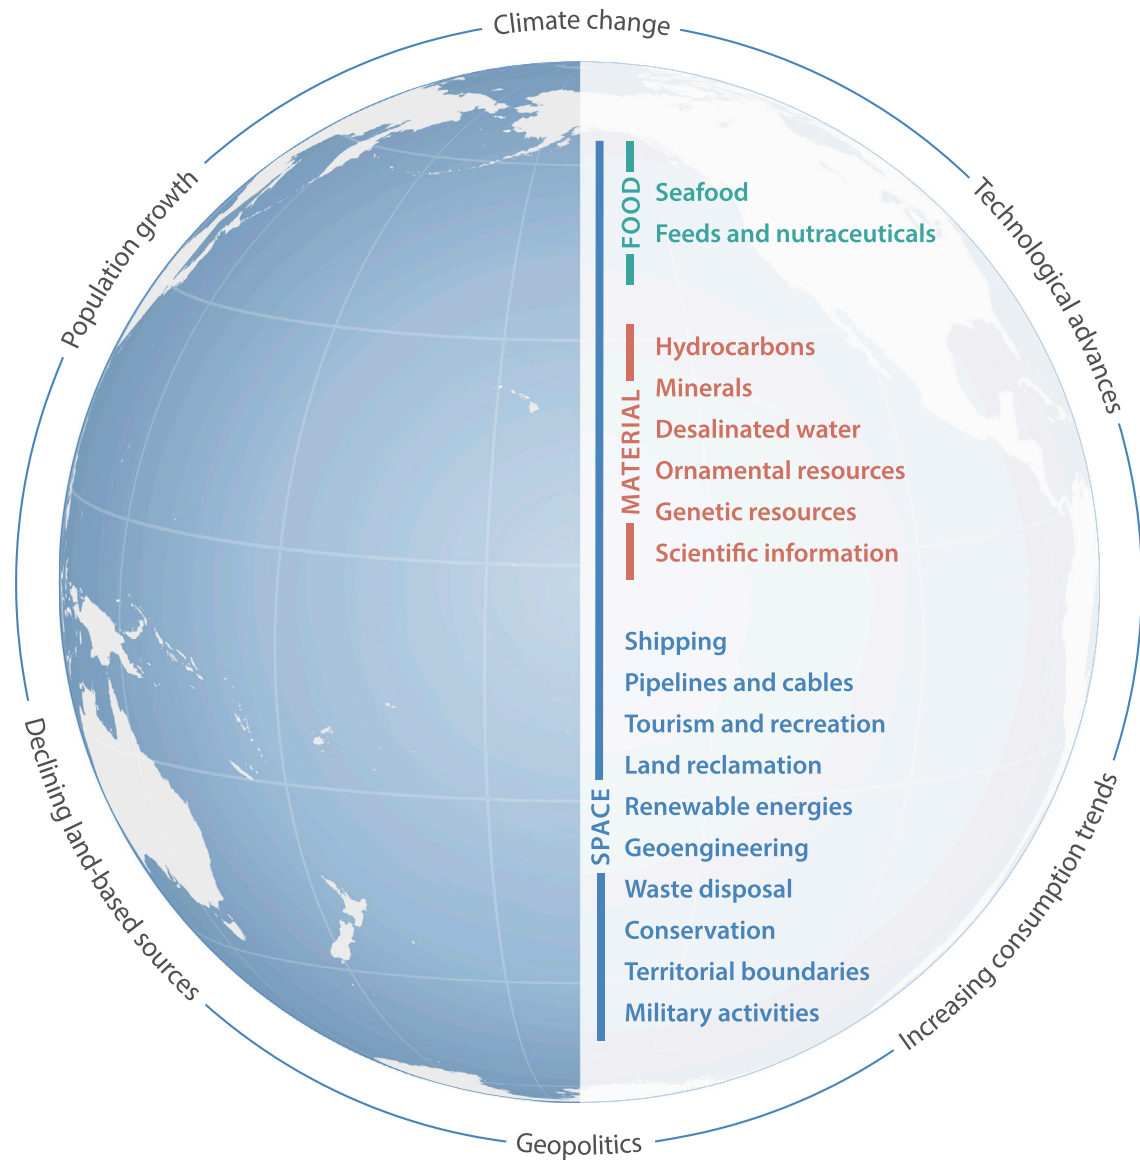 Climate change
Population growth
Technological advances
FOOD
Seafood
Feeds and nutraceuticals
MATERIAL
Hydrocarbons
Minerals
Desalinated water
Ornamental resources
Genetic resources
Scientific information
SPACE
Shipping
Pipelines and cables
Tourism and recreation
Land reclamation
Renewable energies
Geoengineering
Waste disposal
Conservation
Territorial boundaries
Military activities
Declining land-based sources
Increasing consumption trends
Geopolitics